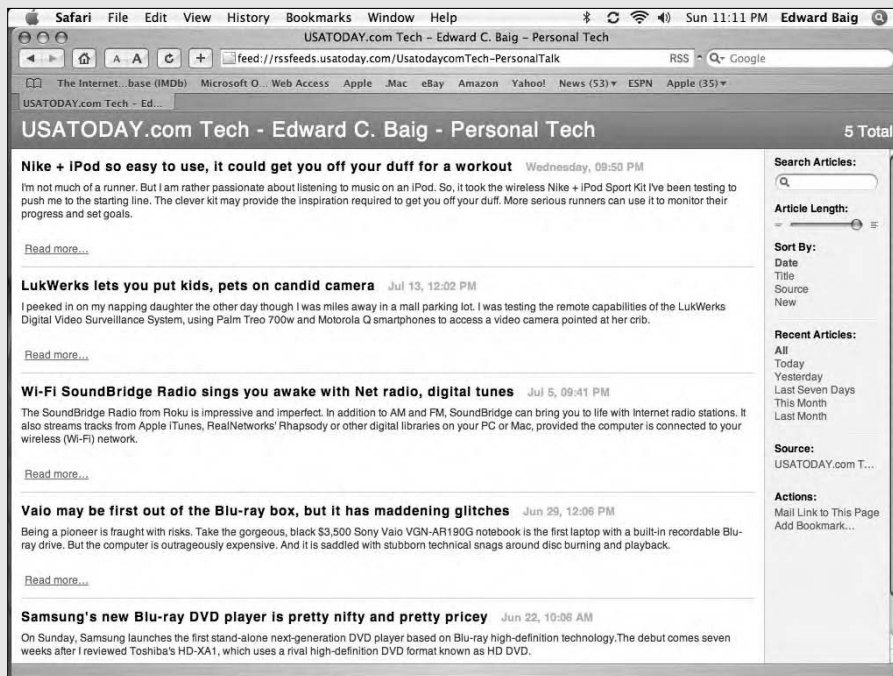 Safari File Edit View History Bookmarks Window Help Sun 11:11 PM Edward Baig
USATODAY.com Tech - Edward C. Baig - Personal Tech
A A feed://rssfeeds.usatoday.com/UsatodaycomTech-PersonalTalk RSS Google
The Internet...base (IMDb) Microsoft O... Web Access Apple .Mac eBay Amazon Yahoo! News (53) ESPN Apple (35)
USATODAY.com Tech - Ed...
USATODAY.com Tech - Edward C. Baig - Personal Tech 5 Total
Nike + iPod so easy to use, it could get you off your duff for a workout Wednesday, 09:50 PM
I'm not much of a runner. But I am rather passionate about listening to music on an iPod. So, it took the wireless Nike + iPod Sport Kit I've been testing to
push me to the starting line. The clever kit may provide the inspiration required to get you off your duff. More serious runners can use it to monitor their
progress and set goals.
Read more...
LukWerks lets you put kids, pets on candid camera Jul 13, 12:02 PM
I peeked in on my napping daughter the other day though I was miles away in a mall parking lot. I was testing the remote capabilities of the LukWerks
Digital Video Surveillance System, using Palm Treo 700w and Motorola Q smartphones to access a video camera pointed at her crib.
Read more...
Wi-Fi SoundBridge Radio sings you awake with Net radio, digital tunes Jul 5, 09:41 PM
The SoundBridge Radio from Roku is impressive and imperfect. In addition to AM and FM, SoundBridge can bring you to life with Internet radio stations. It
also streams tracks from Apple iTunes, RealNetworks' Rhapsody or other digital libraries on your PC or Mac, provided the computer is connected to your
wireless (Wi-Fi) network.
Read more...
Vaio may be first out of the Blu-ray box, but it has maddening glitches Jun 29, 12:06 PM
Being a pioneer is fraught with risks. Take the gorgeous, black $3,500 Sony Vaio VGN-AR190G notebook is the first laptop with a built-in recordable Blu-
ray drive. But the computer is outrageously expensive. And it is saddled with stubborn technical snags around disc burning and playback.
Read more...
Samsung's new Blu-ray DVD player is pretty nifty and pretty pricey Jun 22, 10:06 AM
On Sunday, Samsung launches the first stand-alone next-generation DVD player based on Blu-ray high-definition technology.The debut comes seven
weeks after I reviewed Toshiba's HD-XA1, which uses a rival high-definition DVD format known as HD DVD.
Search Articles:
Article Length:
Sort By:
Date
Title
Source
New
Recent Articles:
All
Today
Yesterday
Last Seven Days
This Month
Last Month
Source:
USATODAY.com T...
Actions:
Mail Link to This Page
Add Bookmark...